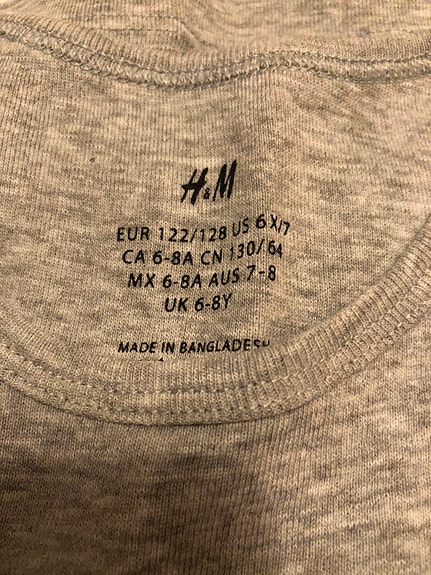 H&M
EUR 122/128 US 6X/7
CA 6-8A CN 130/64
MX 6-8A AUS 7-8
UK 6-8Y
MADE IN BANGLADESH